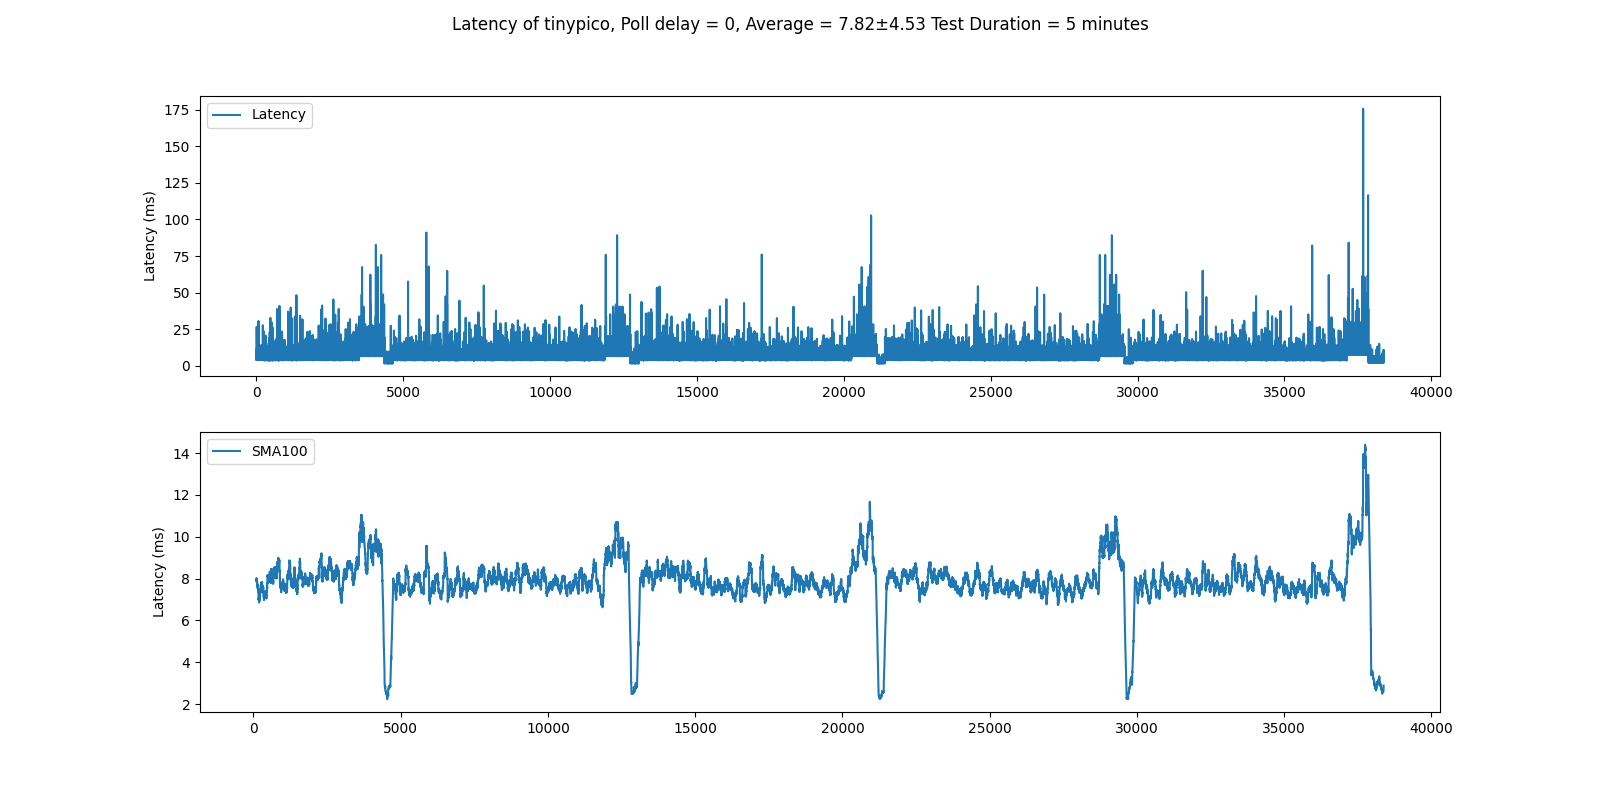 Latency of tinypico, Poll delay = 0, Average = 7.82±4.53 Test Duration = 5 minutes
Latency
Latency (ms)
175
150
125
100
75
50
25
0
0 5000 10000 15000 20000 25000 30000 35000 40000
SMA100
Latency (ms)
14
12
10
8
6
4
2
0 5000 10000 15000 20000 25000 30000 35000 40000